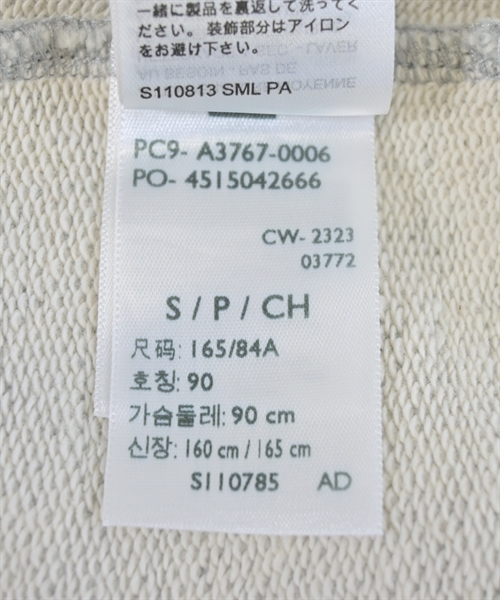 一緒に製品を裏返して洗ってく
ださい。装飾部分はアイロン
をお避け下さい。
S110813 SML PA
PC9- A3767-0006
PO- 4515042666
CW- 2323
03772
S / P / CH
尺码: 165/84A
호칭: 90
가슴둘레: 90 cm
신장: 160 cm / 165 cm
S110785 AD